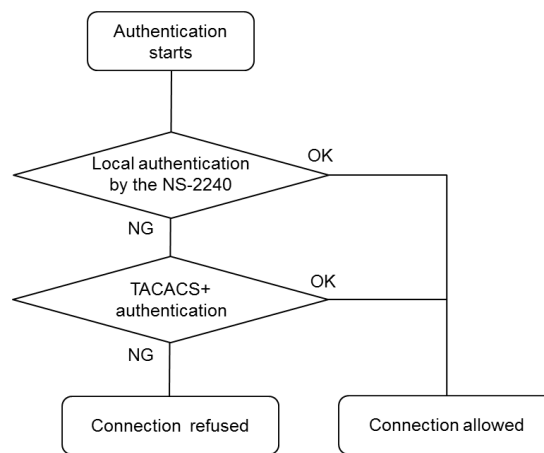 Authentication
starts
Local authentication
by the NS-2240
OK
NG
TACACS+
authentication
OK
NG
Connection refused
Connection allowed